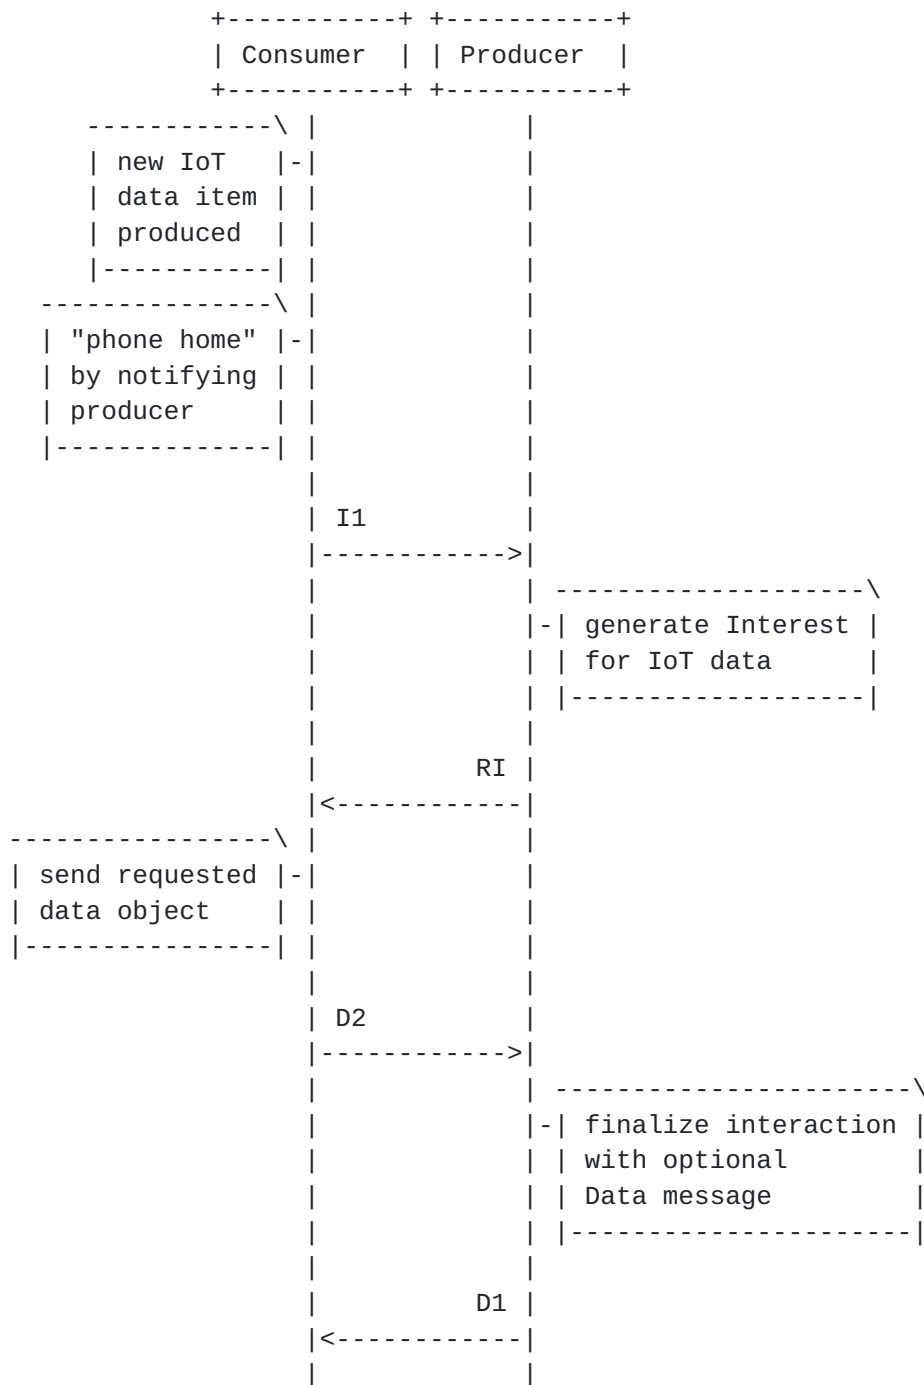 Consumer Producer
new IoT
data item
produced
"phone home"
by notifying
producer
I1
generate Interest
for IoT data
RI
send requested
data object
D2
finalize interaction
with optional
Data message
D1